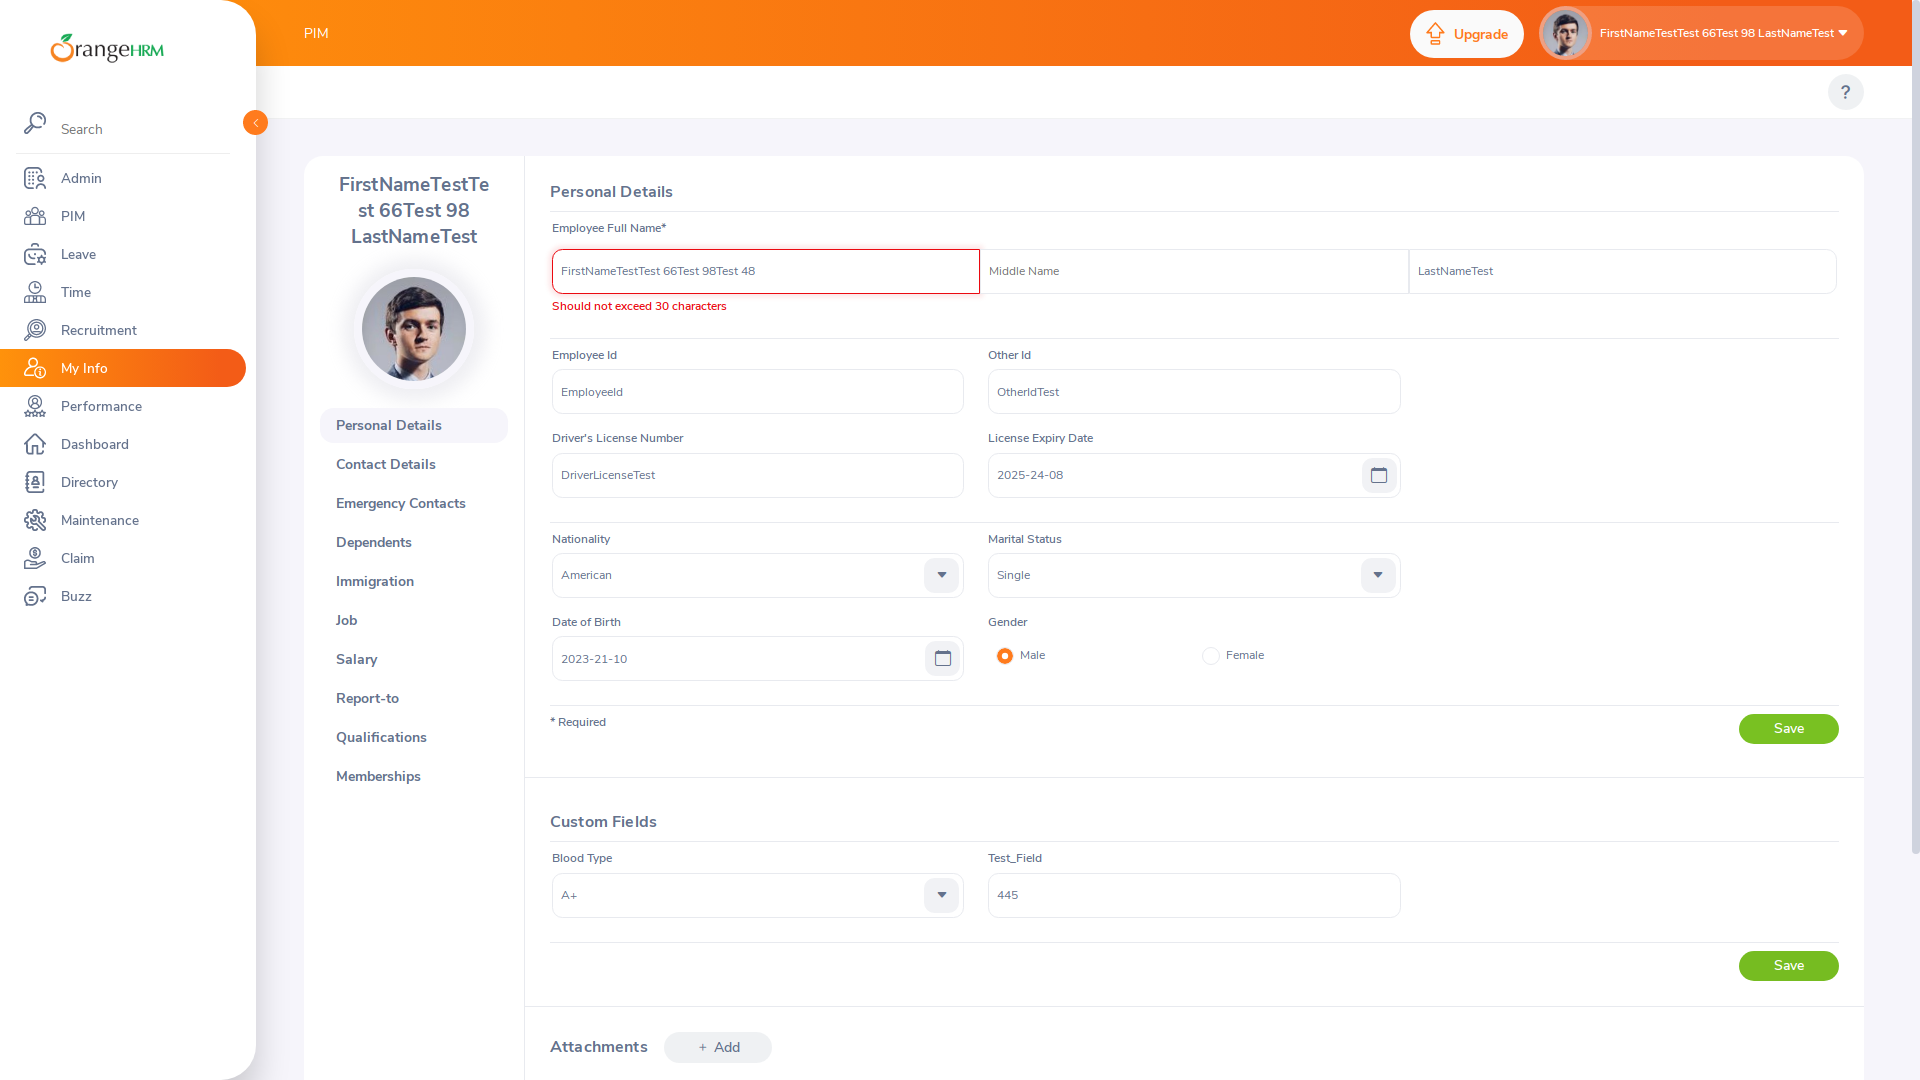 OrangeHRM
PIM
Upgrade
FirstNameTestTest 66Test 98 LastNameTest
?
Search
Admin
PIM
Leave
Time
Recruitment
My Info
Performance
Dashboard
Directory
Maintenance
Claim
Buzz
FirstNameTestTe
st 66Test 98
LastNameTest
Personal Details
Contact Details
Emergency Contacts
Dependents
Immigration
Job
Salary
Report-to
Qualifications
Memberships
Personal Details
Employee Full Name*
FirstNameTestTest 66Test 98Test 48
Middle Name
LastNameTest
Should not exceed 30 characters
Employee Id
Other Id
EmployeeId
OtherIdTest
Driver's License Number
License Expiry Date
DriverLicenseTest
2025-24-08
Nationality
Marital Status
American
Single
Date of Birth
Gender
2023-21-10
Male
Female
* Required
Save
Custom Fields
Blood Type
Test_Field
A+
445
Save
Attachments
+ Add